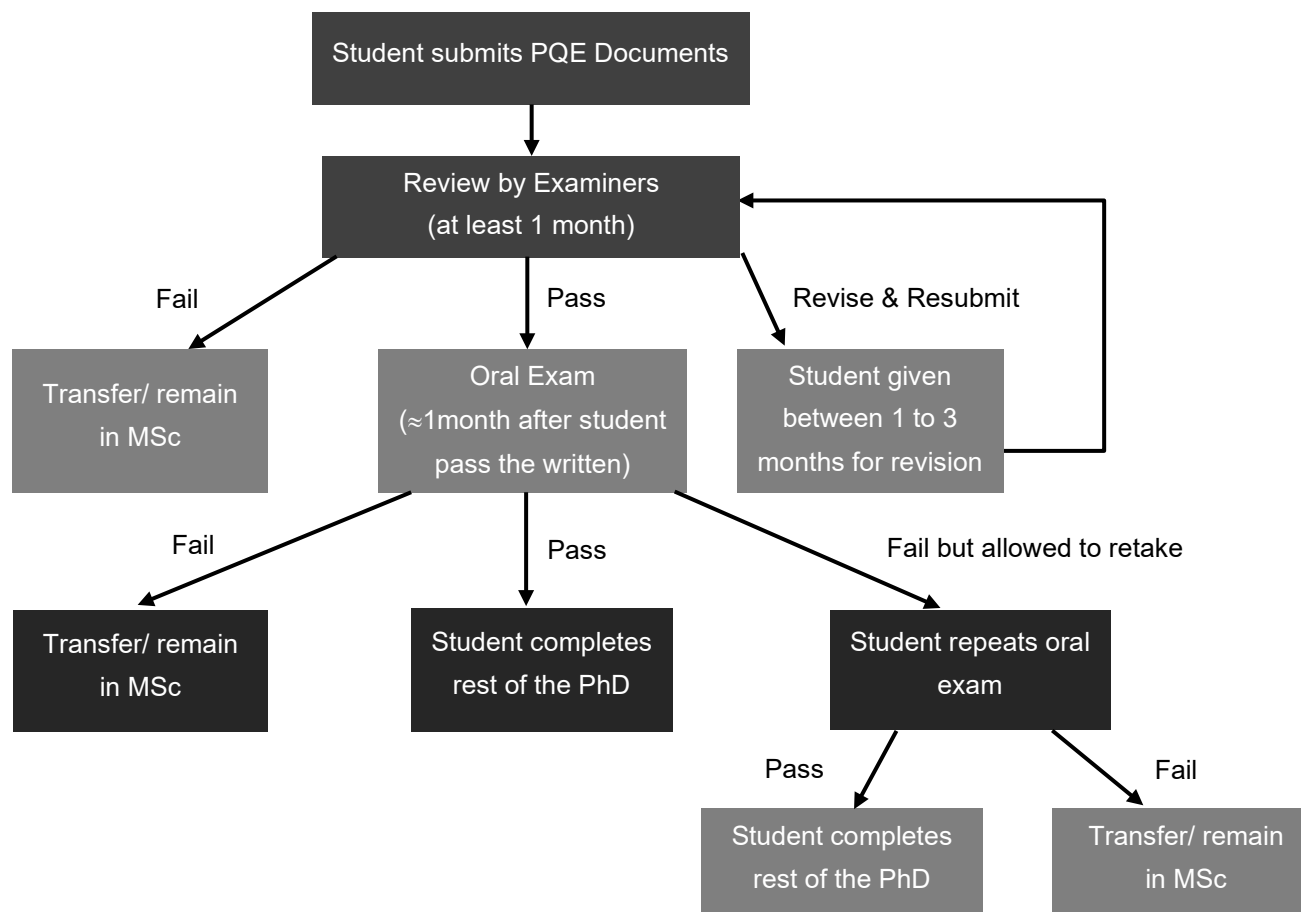 Student submits PQE Documents
Review by Examiners
(at least 1 month)
Fail
Pass
Revise & Resubmit
Transfer/ remain
in MSc
Oral Exam
(≈1month after student
pass the written)
Student given
between 1 to 3
months for revision
Fail
Pass
Fail but allowed to retake
Transfer/ remain
in MSc
Student completes
rest of the PhD
Student repeats oral
exam
Pass
Fail
Student completes
rest of the PhD
Transfer/ remain
in MSc